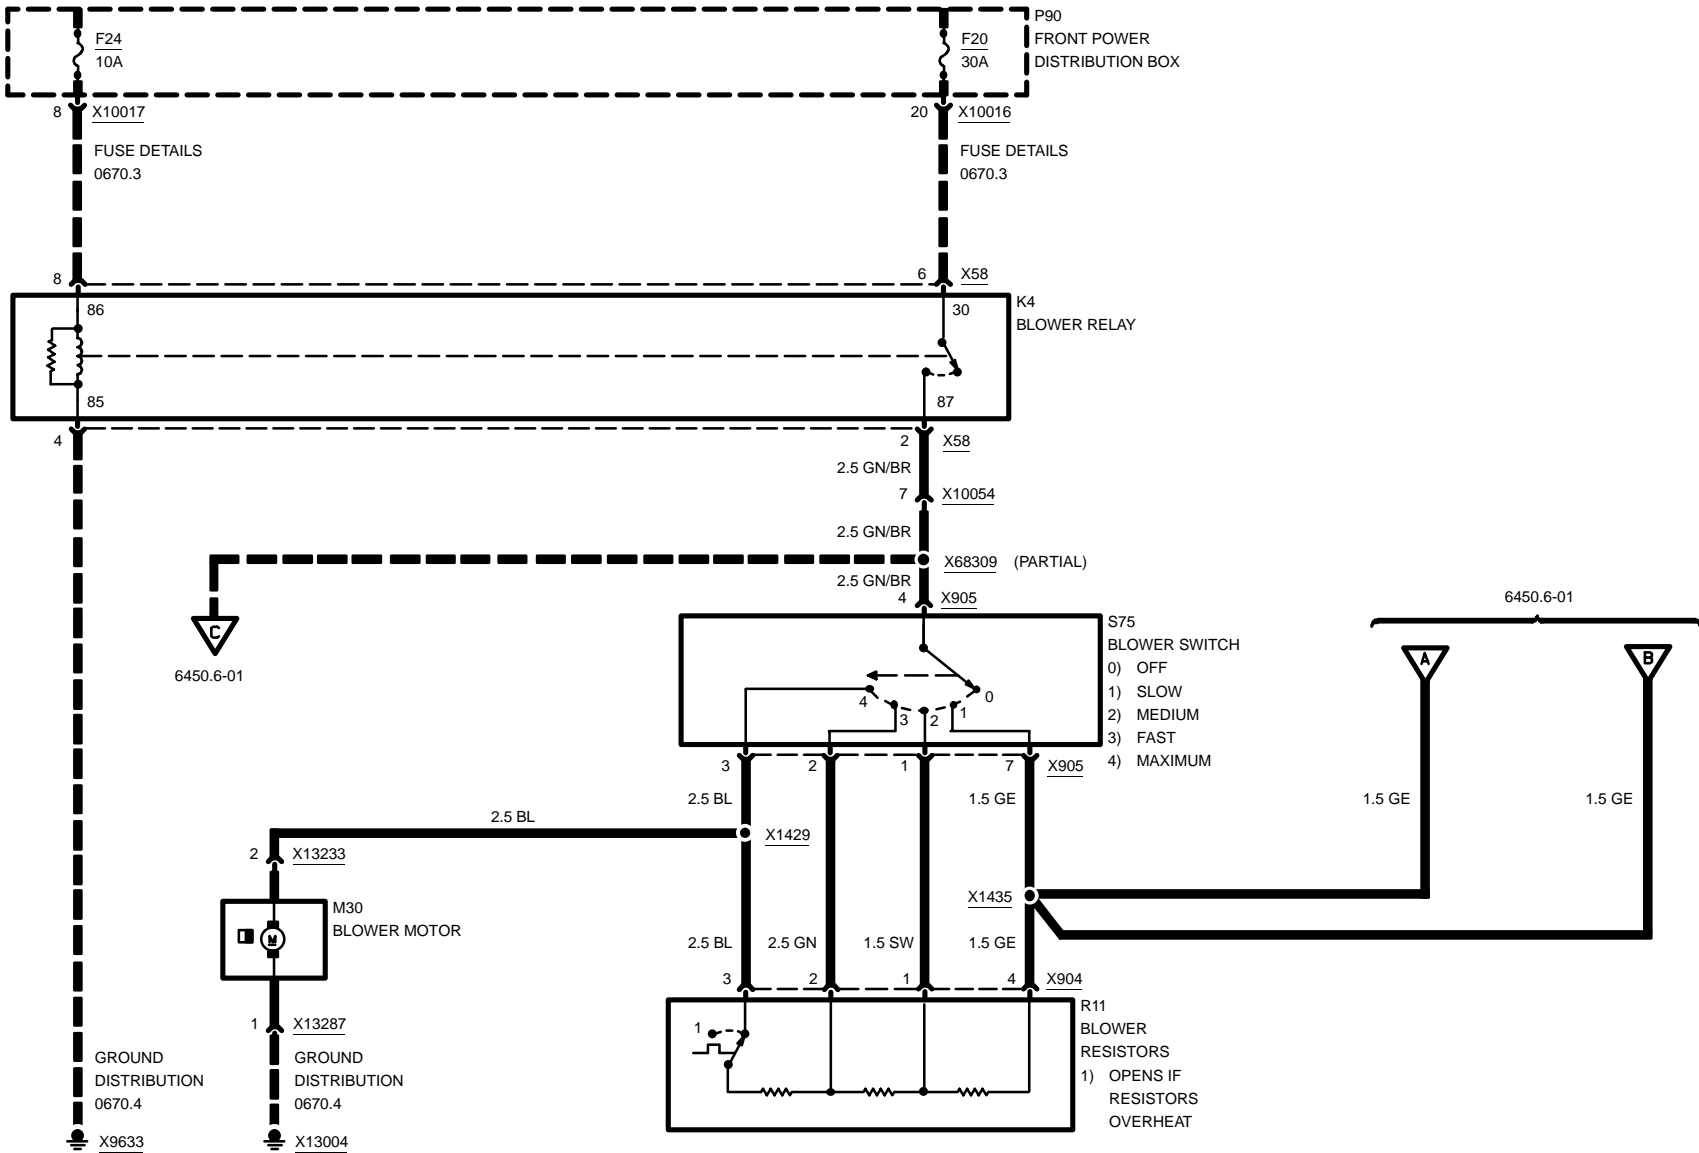 P90
FRONT POWER
DISTRIBUTION BOX
F24
10A
F20
30A
8 X10017
20 X10016
FUSE DETAILS
0670.3
FUSE DETAILS
0670.3
8
6 X58
86
30
K4
BLOWER RELAY
85
87
4
2 X58
2.5 GN/BR
7 X10054
2.5 GN/BR
X68309 (PARTIAL)
2.5 GN/BR
4 X905
C
6450.6-01
6450.6-01
A
B
S75
BLOWER SWITCH
0) OFF
1) SLOW
2) MEDIUM
3) FAST
4) MAXIMUM
4
3
2
1
0
3
2
1
7 X905
2.5 BL
1.5 GE
1.5 GE
1.5 GE
2.5 BL
X1429
2 X13233
M30
BLOWER MOTOR
M
X1435
2.5 BL
2.5 GN
1.5 SW
1.5 GE
3
2
1
4 X904
R11
BLOWER
RESISTORS
1) OPENS IF
RESISTORS
OVERHEAT
1
1 X13287
GROUND
DISTRIBUTION
0670.4
GROUND
DISTRIBUTION
0670.4
X9633
X13004